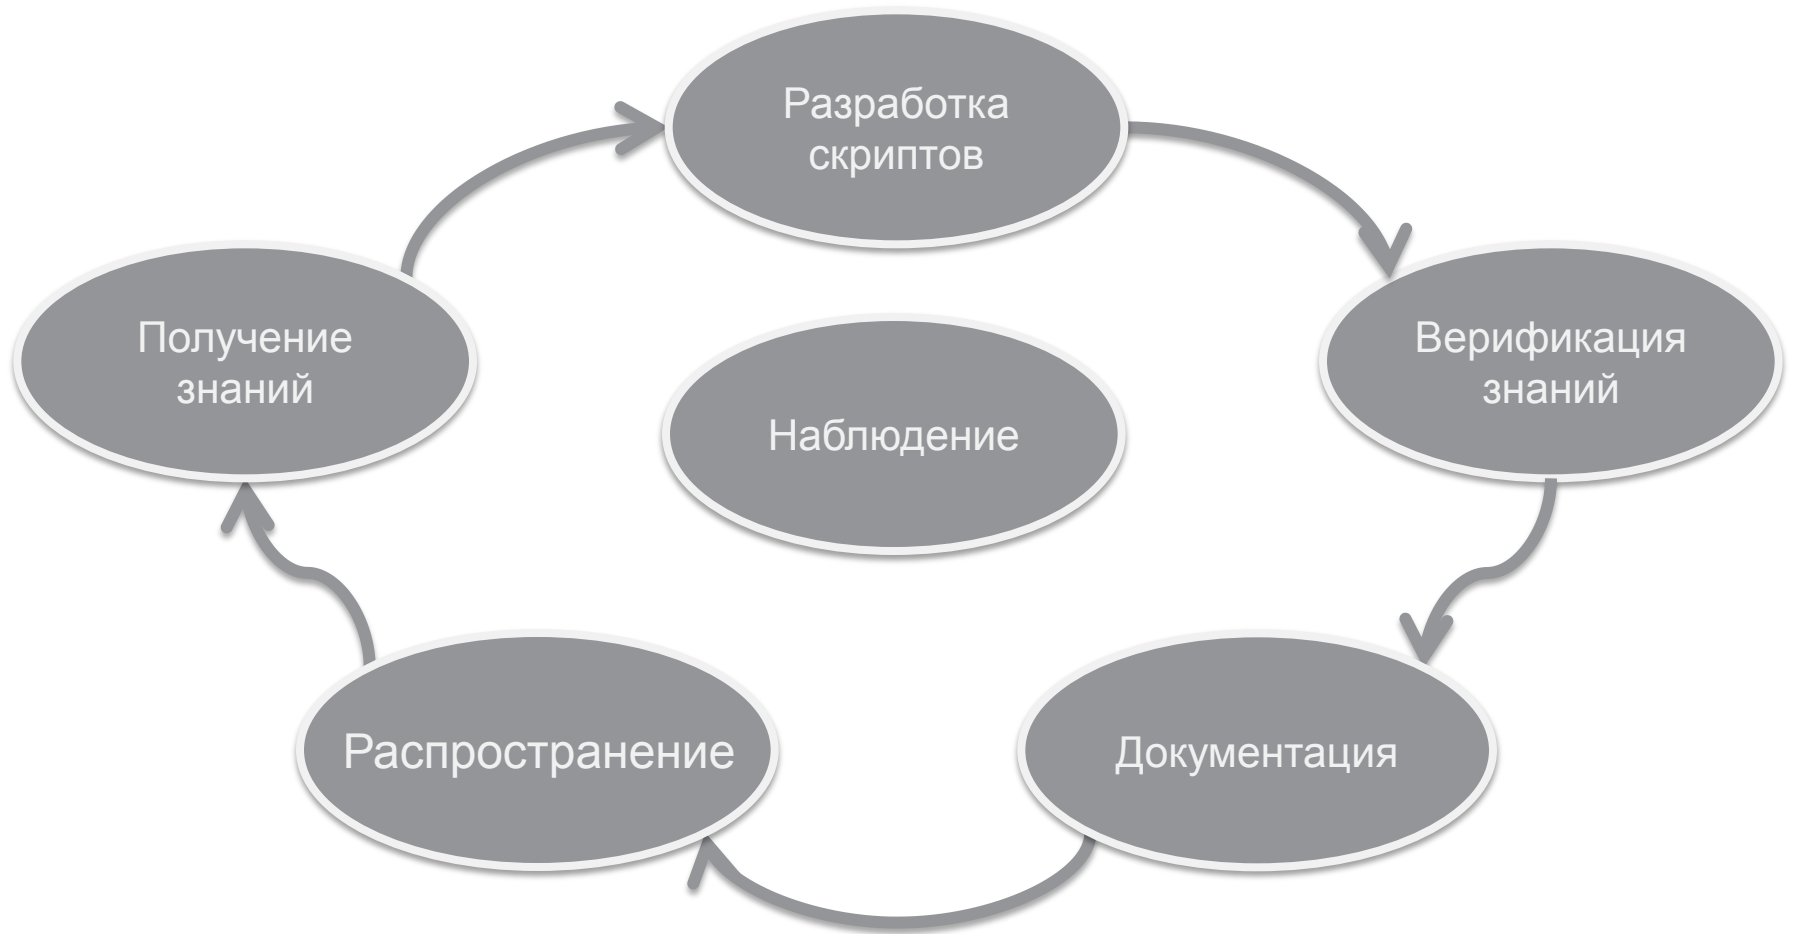 Разработка
скриптов
Получение
знаний
Верификация
знаний
Наблюдение
Распространение
Документация